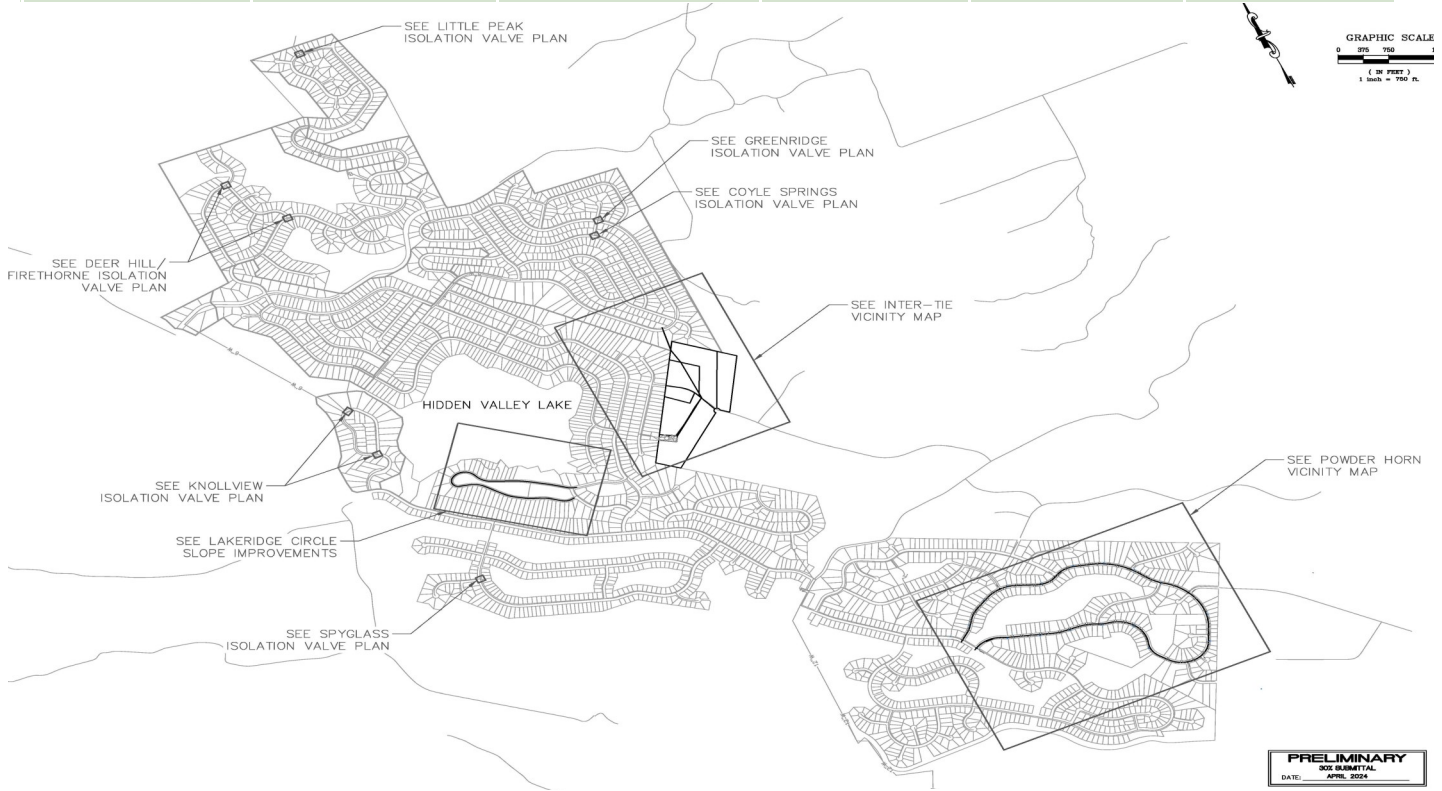 SEE LITTLE PEAK
ISOLATION VALVE PLAN
GRAPHIC SCALE
0 375 750
( IN FEET )
1 inch = 750 ft.
SEE GREENRIDGE
ISOLATION VALVE PLAN
SEE COYLE SPRINGS
ISOLATION VALVE PLAN
SEE DEER HILL/
FIRETHORNE ISOLATION
VALVE PLAN
SEE INTER-TIE
VICINITY MAP
HIDDEN VALLEY LAKE
SEE POWDER HORN
VICINITY MAP
SEE KNOLLVIEW
ISOLATION VALVE PLAN
SEE LAKERIDGE CIRCLE
SLOPE IMPROVEMENTS
SEE SPYGLASS
ISOLATION VALVE PLAN
PRELIMINARY
30% SUBMITTAL
DATE: APRIL 2024